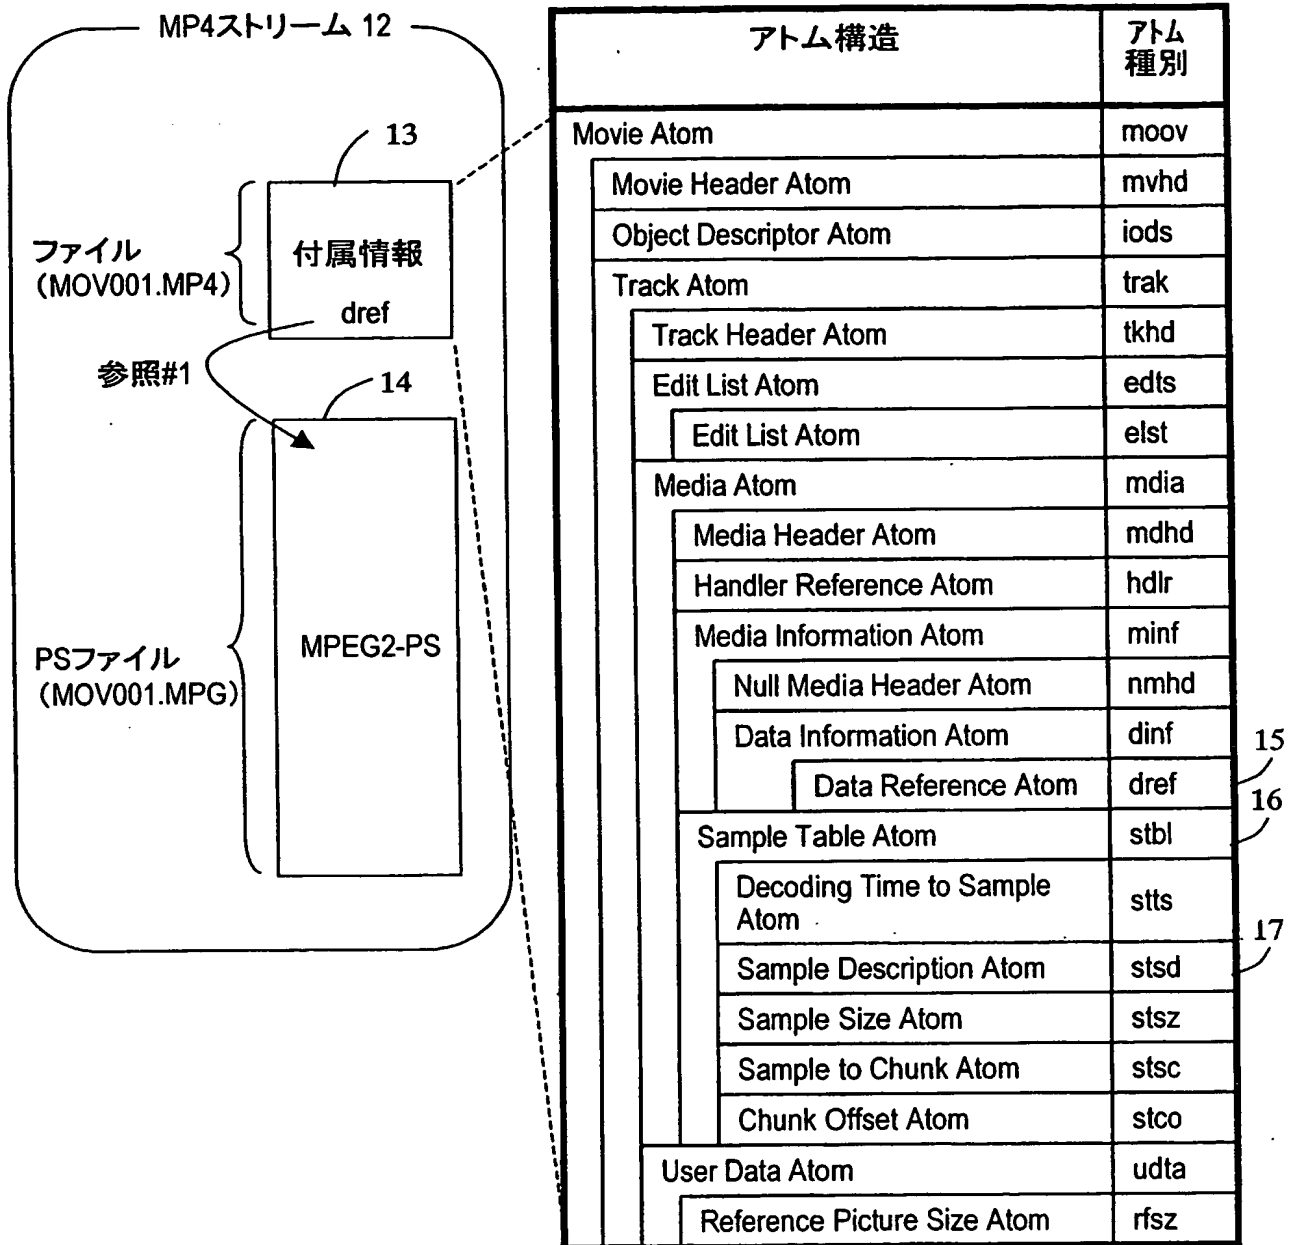 MP4ストリーム 12
13
付属情報
dref
ファイル
（MOV001.MP4）
参照#1
14
MPEG2-PS
PSファイル
（MOV001.MPG）
アトム構造
アトム
種別
Movie Atom moov
Movie Header Atom mvhd
Object Descriptor Atom iods
Track Atom trak
Track Header Atom tkhd
Edit List Atom edts
Edit List Atom elst
Media Atom mdia
Media Header Atom mdhd
Handler Reference Atom hdlr
Media Information Atom minf
Null Media Header Atom nmhd
Data Information Atom dinf
15
Data Reference Atom dref
16
Sample Table Atom stbl
Decoding Time to Sample
Atom
stts
17
Sample Description Atom stsd
Sample Size Atom stsz
Sample to Chunk Atom stsc
Chunk Offset Atom stco
User Data Atom udta
Reference Picture Size Atom rfsz